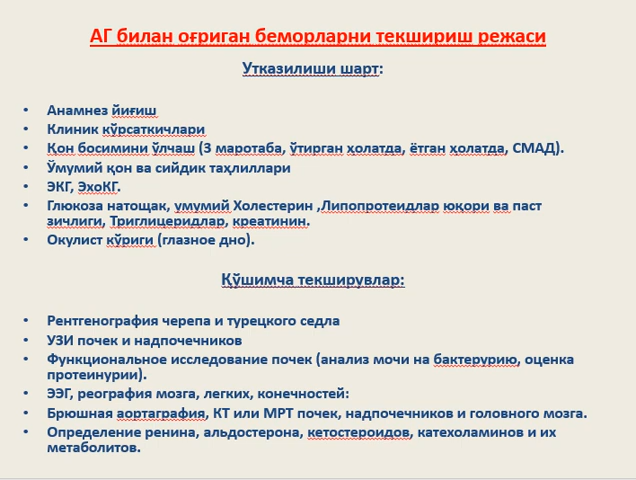 АГ билан оғриган беморларни текшириш режаси
Утказилиши шарт:
• Анамнез йиғиш
• Клиник кўрсаткичлари
• Қон босимини ўлчаш (3 маротаба, ўтирган ҳолатда, ётган ҳолатда, СМАД).
• Ўмумий қон ва сийдик таҳлиллари
• ЭКГ, ЭхоКГ.
• Глюкоза натощак, умумий Холестерин ,Липопротеидлар юқори ва паст
зичлиги, Триглицеридлар, креатинин.
• Окулист кўриги (глазное дно).
Қўшимча текширувлар:
• Рентгенография черепа и турецкого седла
• УЗИ почек и надпочечников
• Функциональное исследование почек (анализ мочи на бактерурию, оценка
протеинурии).
• ЭЭГ, реография мозга, легких, конечностей:
• Брюшная аортаграфия, КТ или МРТ почек, надпочечников и головного мозга.
• Определение ренина, альдостерона, кетостероидов, катехоламинов и их
метаболитов.